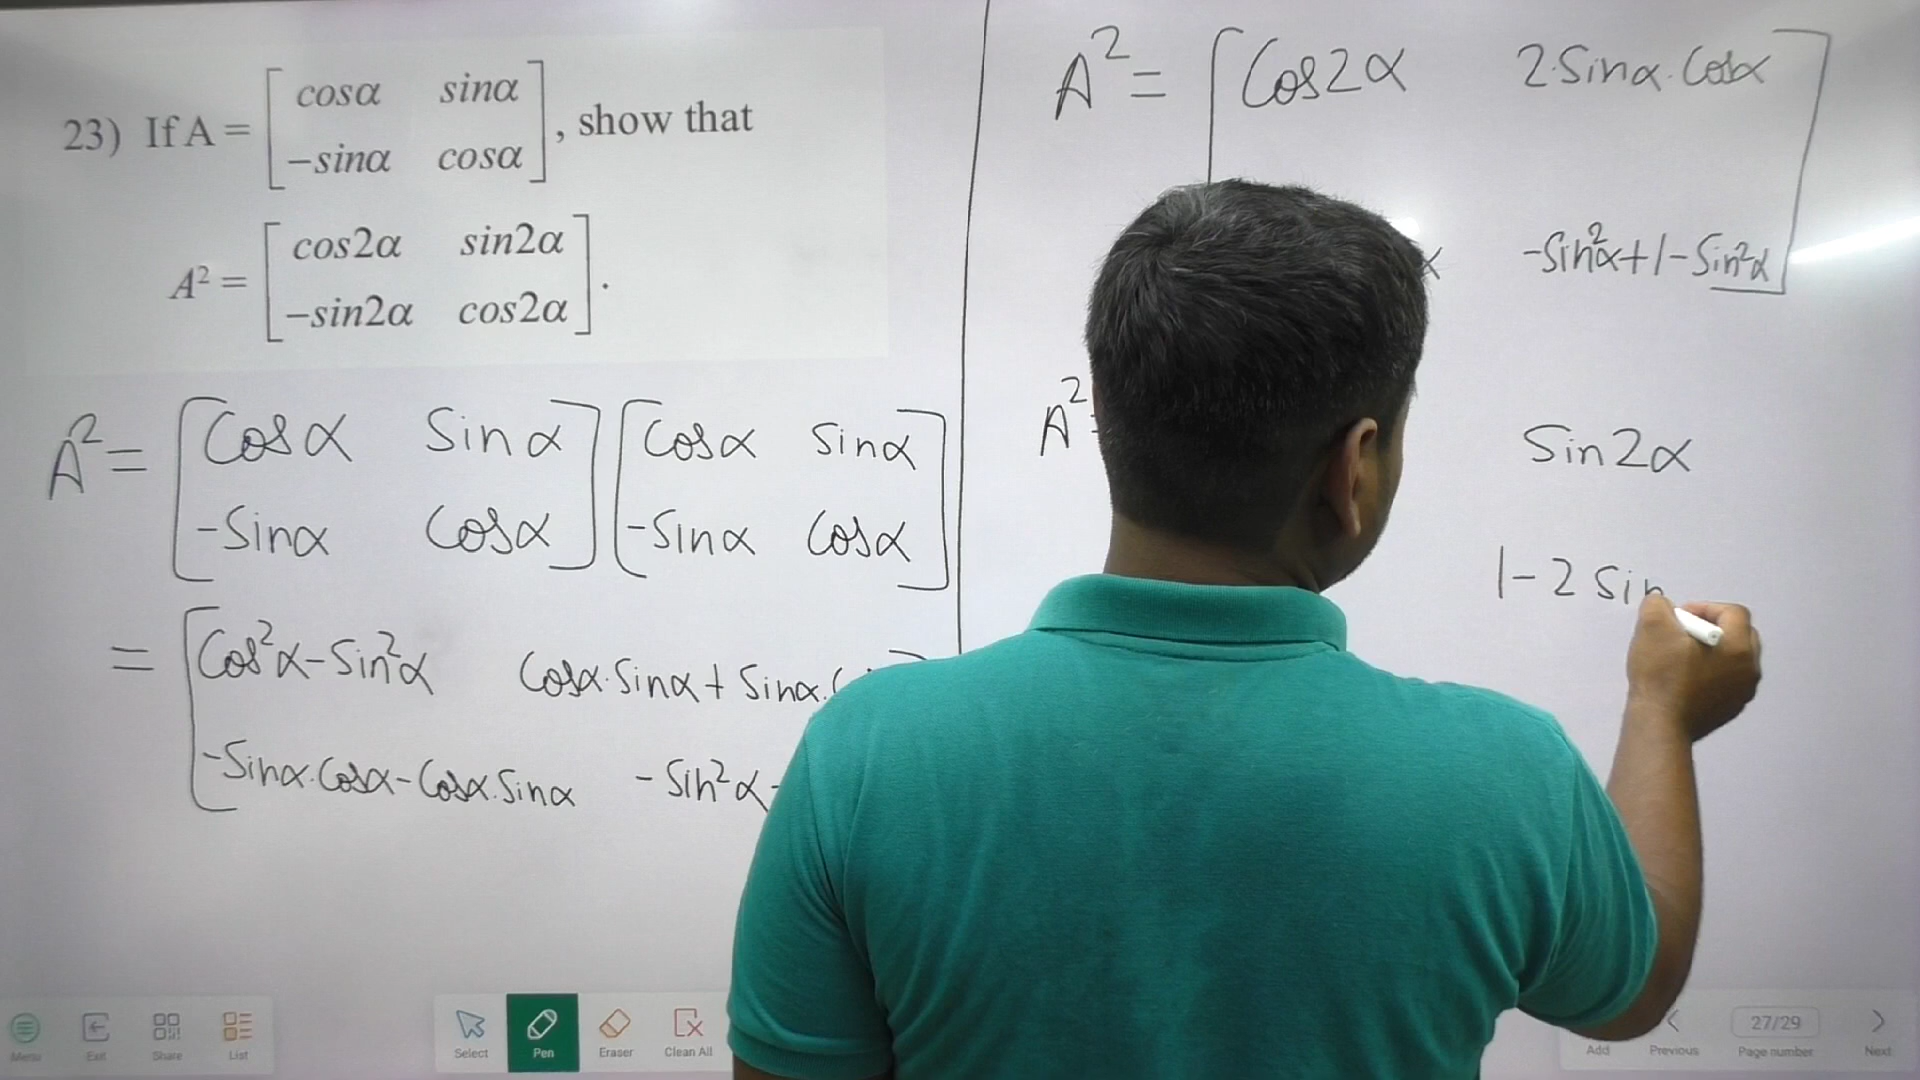 23) If A = [ cosα sinα
−sinα cosα ], show that
A² = [ cos2α sin2α
−sin2α cos2α ].
A² = [ Cosα Sinα ] [ Cosα Sinα ]
-Sinα Cosα -Sinα Cosα
= [ Cos²α-Sin²α Cosα.Sinα + Sinα.
-Sinα.Cosα-Cosα.Sinα -Sin²α
A² = [ Cos2α 2.Sinα.Cosα ]
-Sin²α+1-Sin²α
A² Sin2α
1-2 Sin
Menu Exit Share List
Select Pen Eraser Clean All
Add Previous 27/29 Page number Next